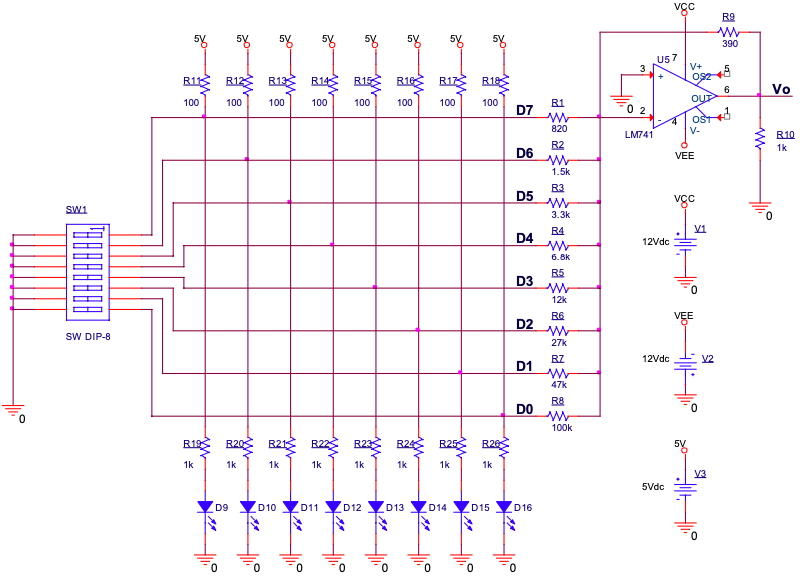 VCC
5V 5V 5V 5V 5V 5V 5V 5V
R9
390
U5
7
V+
5
OS2
3
+
6
Vo
OUT
2
-
OS1
1
4
V-
LM741
0
VEE
R10
1k
0
R11 R12 R13 R14 R15 R16 R17 R18
100 100 100 100 100 100 100 100
D7 R1
820
D6 R2
1.5k
D5 R3
3.3k
D4 R4
6.8k
D3 R5
12k
D2 R6
27k
D1 R7
47k
D0 R8
100k
SW1
SW DIP-8
0
VCC
V1
12Vdc
0
VEE
12Vdc
V2
0
5V
V3
5Vdc
0
R19 R20 R21 R22 R23 R24 R25 R26
1k 1k 1k 1k 1k 1k 1k 1k
D9 D10 D11 D12 D13 D14 D15 D16
0 0 0 0 0 0 0 0